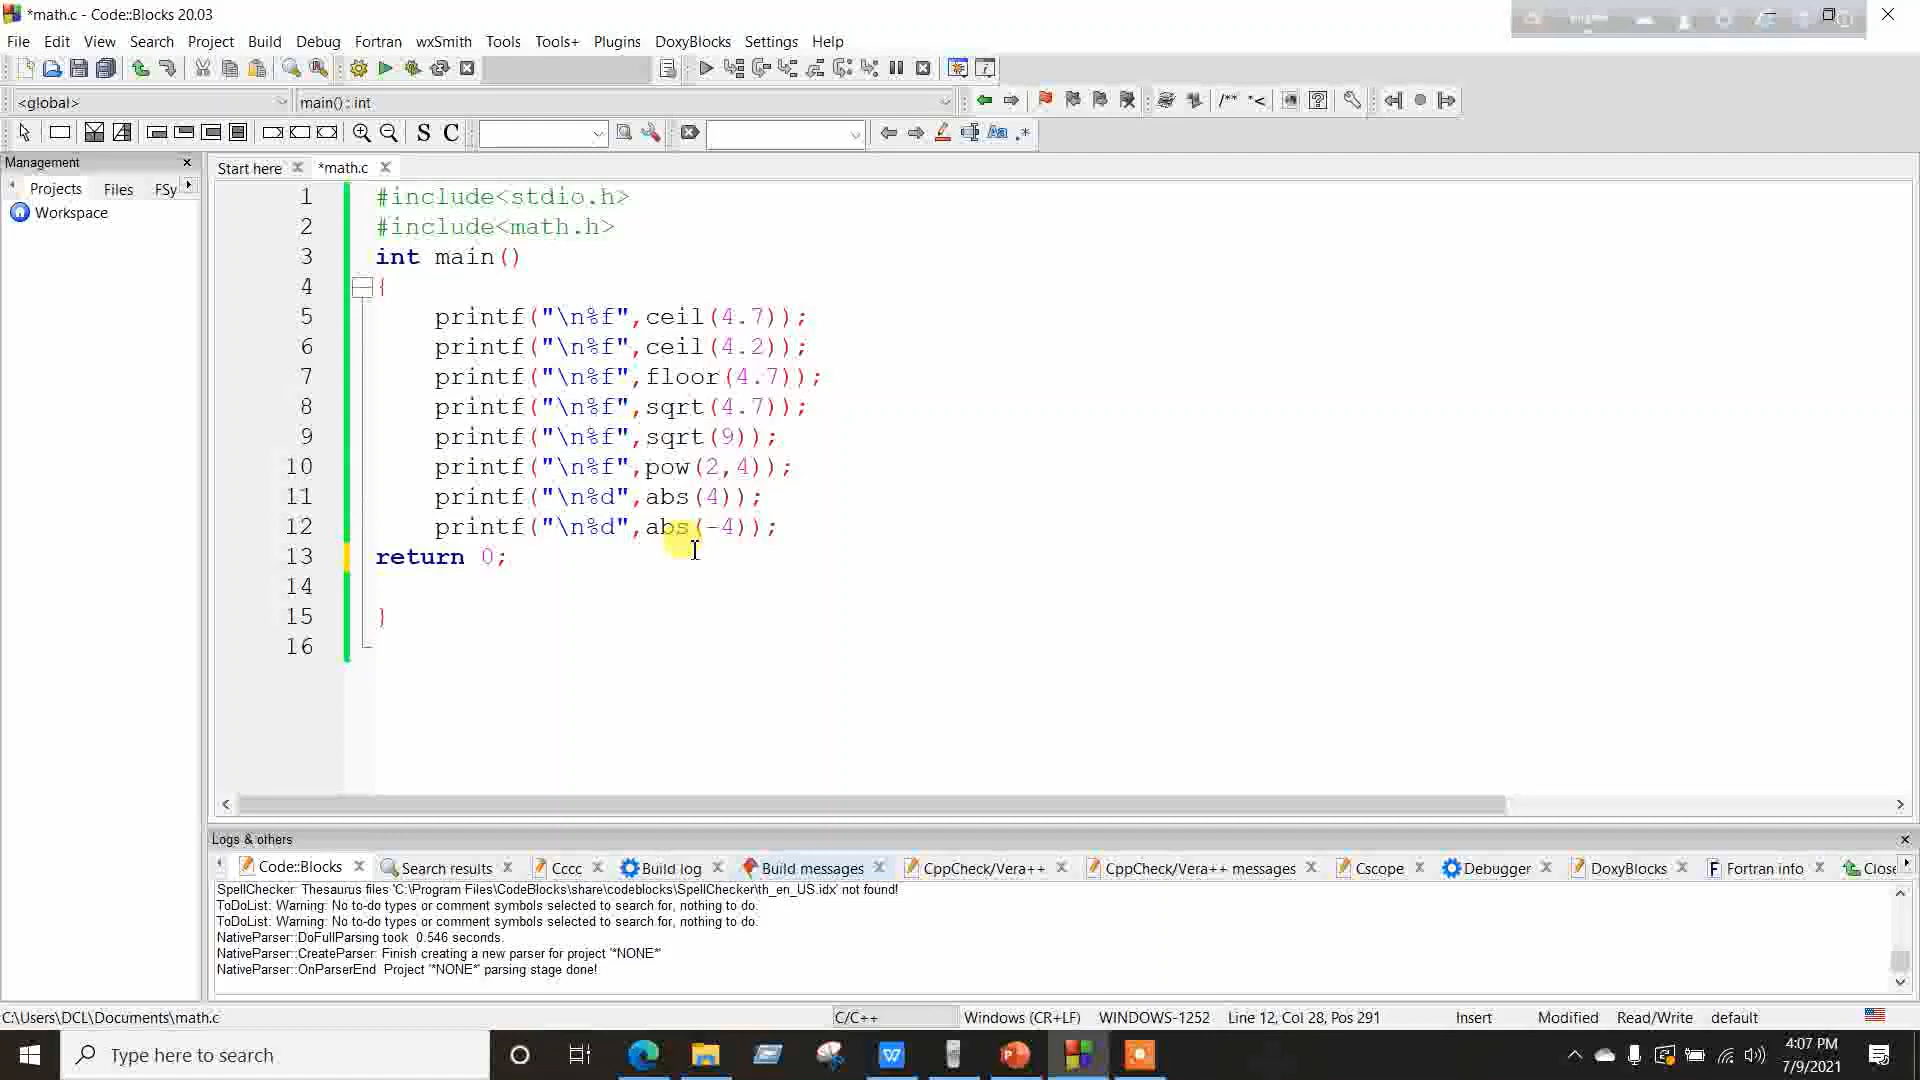 *math.c - Code::Blocks 20.03
File Edit View Search Project Build Debug Fortran wxSmith Tools Tools+ Plugins DoxyBlocks Settings Help
<global> main() : int
/** *<
S C Aa .*
Management
Projects Files FSy
Workspace
Start here *math.c
1 #include<stdio.h>
2 #include<math.h>
3 int main()
4 {
5 printf("\n%f",ceil(4.7));
6 printf("\n%f",ceil(4.2));
7 printf("\n%f",floor(4.7));
8 printf("\n%f",sqrt(4.7));
9 printf("\n%f",sqrt(9));
10 printf("\n%f",pow(2,4));
11 printf("\n%d",abs(4));
12 printf("\n%d",abs(-4));
13 return 0;
14
15 }
16
Logs & others
Code::Blocks Search results Cccc Build log Build messages CppCheck/Vera++ CppCheck/Vera++ messages Cscope Debugger DoxyBlocks Fortran info Close
SpellChecker: Thesaurus files 'C:\Program Files\CodeBlocks\share\codeblocks\SpellChecker\th_en_US.idx' not found!
ToDoList: Warning: No to-do types or comment symbols selected to search for, nothing to do.
ToDoList: Warning: No to-do types or comment symbols selected to search for, nothing to do.
NativeParser::DoFullParsing took 0.546 seconds.
NativeParser::CreateParser: Finish creating a new parser for project '*NONE*'
NativeParser::OnParserEnd Project '*NONE*' parsing stage done!
C:\Users\DCL\Documents\math.c C/C++ Windows (CR+LF) WINDOWS-1252 Line 12, Col 28, Pos 291 Insert Modified Read/Write default
Type here to search
4:07 PM
7/9/2021